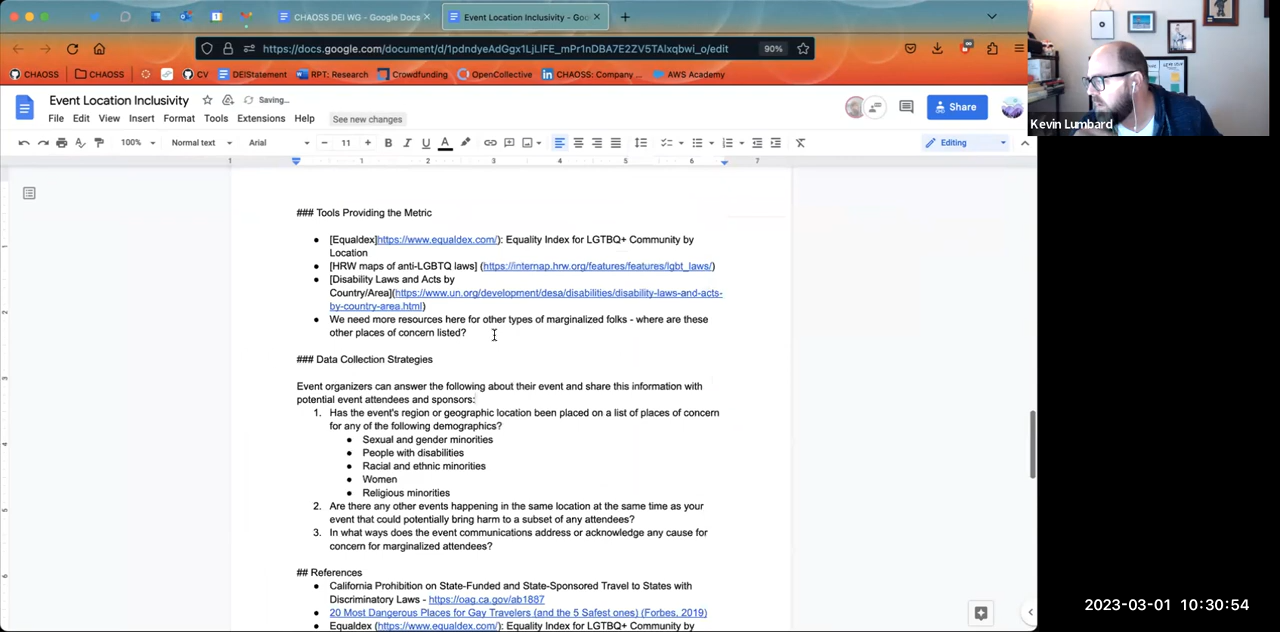 CHAOSS DEI WG - Google Docs
Event Location Inclusivity - Goo
https://docs.google.com/document/d/1pdndyeAdGgx1LjLlFE_mPr1nDBA7E2ZV5TAlxqbwi_o/edit
90%
CHAOSS
CHAOSS
CV
DEIStatement
RPT: Research
Crowdfunding
OpenCollective
CHAOSS: Company ...
AWS Academy
Kevin Lumbard
Event Location Inclusivity
Saving...
File Edit View Insert Format Tools Extensions Help
See new changes
Share
100%
Normal text
Arial
11
Editing
### Tools Providing the Metric
[Equaldex]https://www.equaldex.com/): Equality Index for LGTBQ+ Community by
Location
[HRW maps of anti-LGBTQ laws] (https://internap.hrw.org/features/features/lgbt_laws/)
[Disability Laws and Acts by
Country/Area](https://www.un.org/development/desa/disabilities/disability-laws-and-acts-
by-country-area.html)
We need more resources here for other types of marginalized folks - where are these
other places of concern listed?
### Data Collection Strategies
Event organizers can answer the following about their event and share this information with
potential event attendees and sponsors:
1. Has the event's region or geographic location been placed on a list of places of concern
for any of the following demographics?
Sexual and gender minorities
People with disabilities
Racial and ethnic minorities
Women
Religious minorities
2. Are there any other events happening in the same location at the same time as your
event that could potentially bring harm to a subset of any attendees?
3. In what ways does the event communications address or acknowledge any cause for
concern for marginalized attendees?
## References
California Prohibition on State-Funded and State-Sponsored Travel to States with
Discriminatory Laws - https://oag.ca.gov/ab1887
20 Most Dangerous Places for Gay Travelers (and the 5 Safest ones) (Forbes, 2019)
Equaldex (https://www.equaldex.com/): Equality Index for LGTBQ+ Community by
2023-03-01 10:30:54